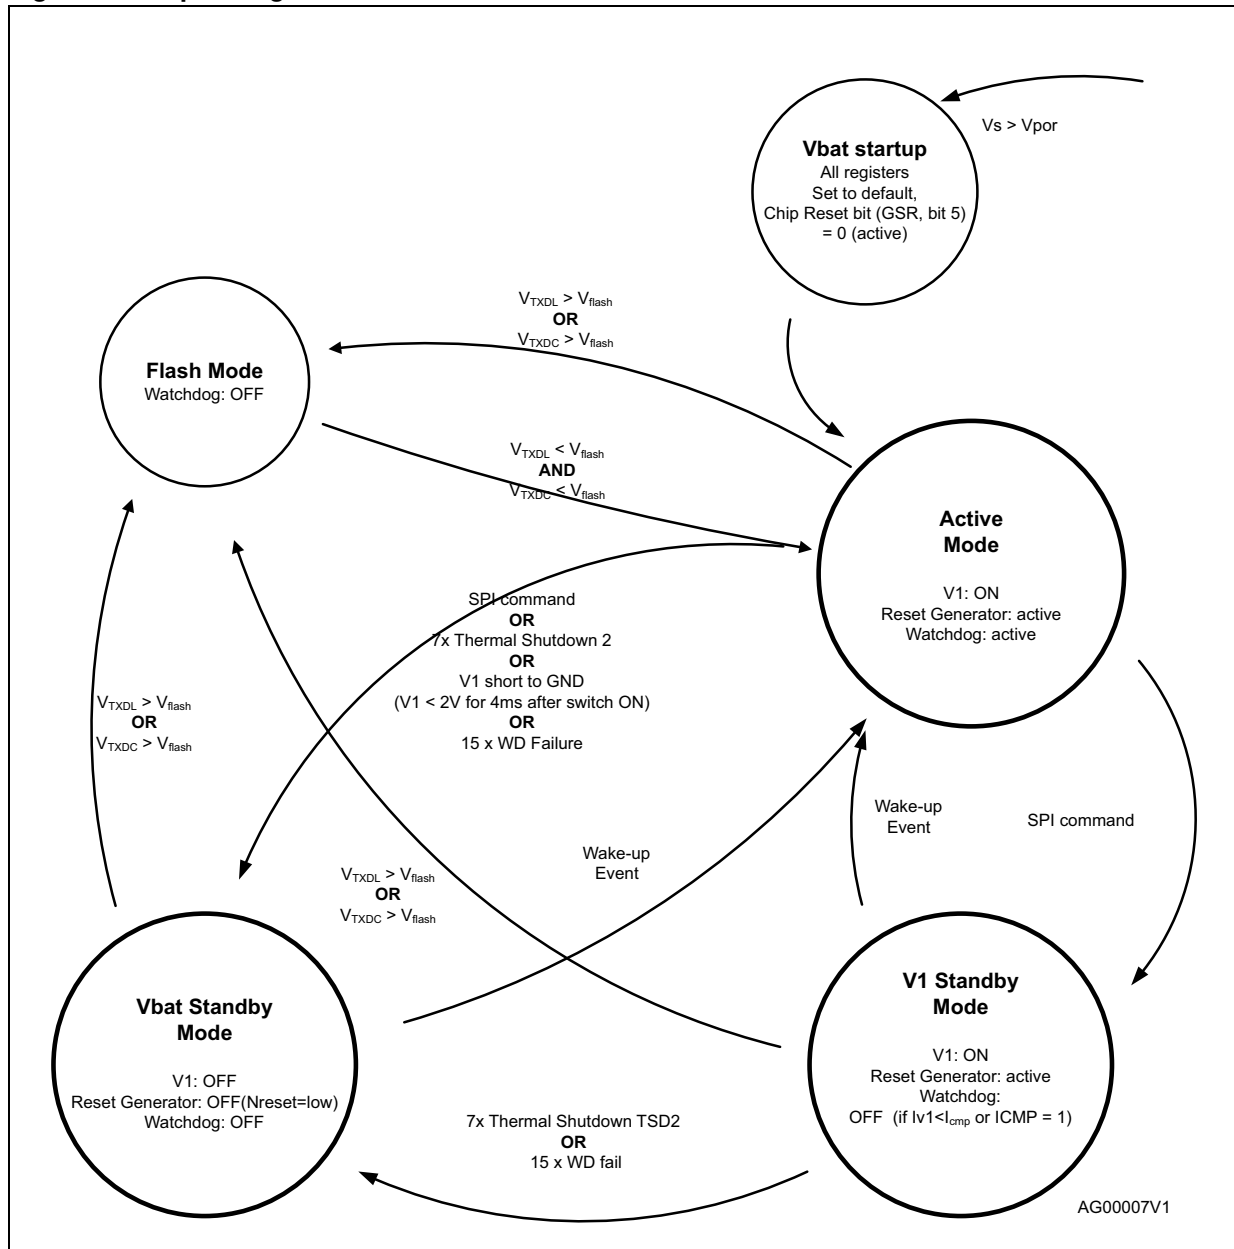 Vs > Vpor
Vbat startup
All registers
Set to default,
Chip Reset bit (GSR, bit 5)
= 0 (active)
V_TXDL > V_flash
OR
V_TXDC > V_flash
Flash Mode
Watchdog: OFF
V_TXDL < V_flash
AND
V_TXDC < V_flash
Active
Mode
V1: ON
Reset Generator: active
Watchdog: active
SPI command
OR
7x Thermal Shutdown 2
OR
V1 short to GND
(V1 < 2V for 4ms after switch ON)
OR
15 x WD Failure
V_TXDL > V_flash
OR
V_TXDC > V_flash
Wake-up
Event
SPI command
Wake-up
Event
V_TXDL > V_flash
OR
V_TXDC > V_flash
Vbat Standby
Mode
V1: OFF
Reset Generator: OFF(Nreset=low)
Watchdog: OFF
V1 Standby
Mode
V1: ON
Reset Generator: active
Watchdog:
OFF (if Iv1<I_cmp or ICMP = 1)
7x Thermal Shutdown TSD2
OR
15 x WD fail
AG00007V1